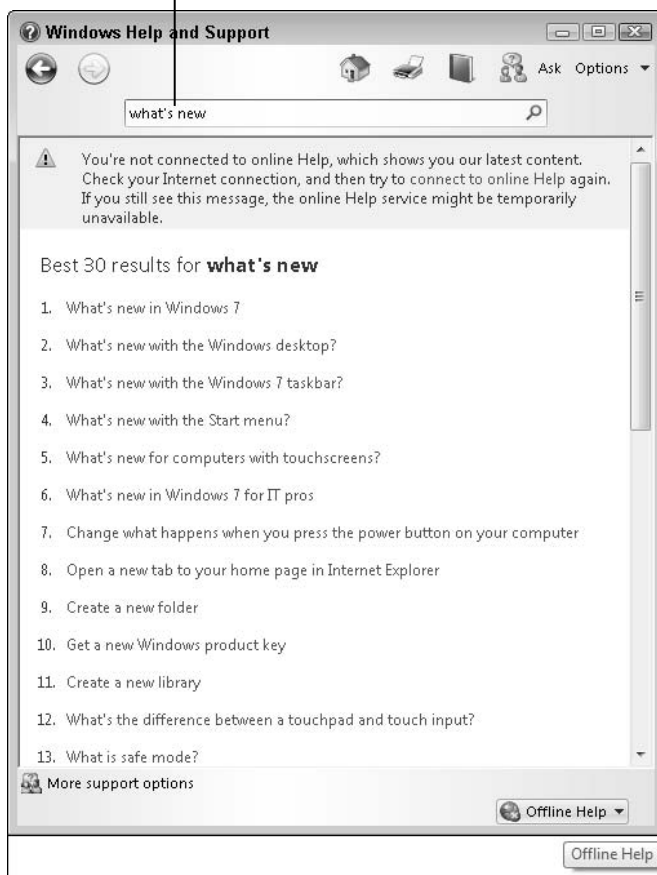 Windows Help and Support
Ask Options
what's new
You're not connected to online Help, which shows you our latest content.
Check your Internet connection, and then try to connect to online Help again.
If you still see this message, the online Help service might be temporarily
unavailable.
Best 30 results for what's new
1. What's new in Windows 7
2. What's new with the Windows desktop?
3. What's new with the Windows 7 taskbar?
4. What's new with the Start menu?
5. What's new for computers with touchscreens?
6. What's new in Windows 7 for IT pros
7. Change what happens when you press the power button on your computer
8. Open a new tab to your home page in Internet Explorer
9. Create a new folder
10. Get a new Windows product key
11. Create a new library
12. What's the difference between a touchpad and touch input?
13. What is safe mode?
More support options
Offline Help
Offline Help